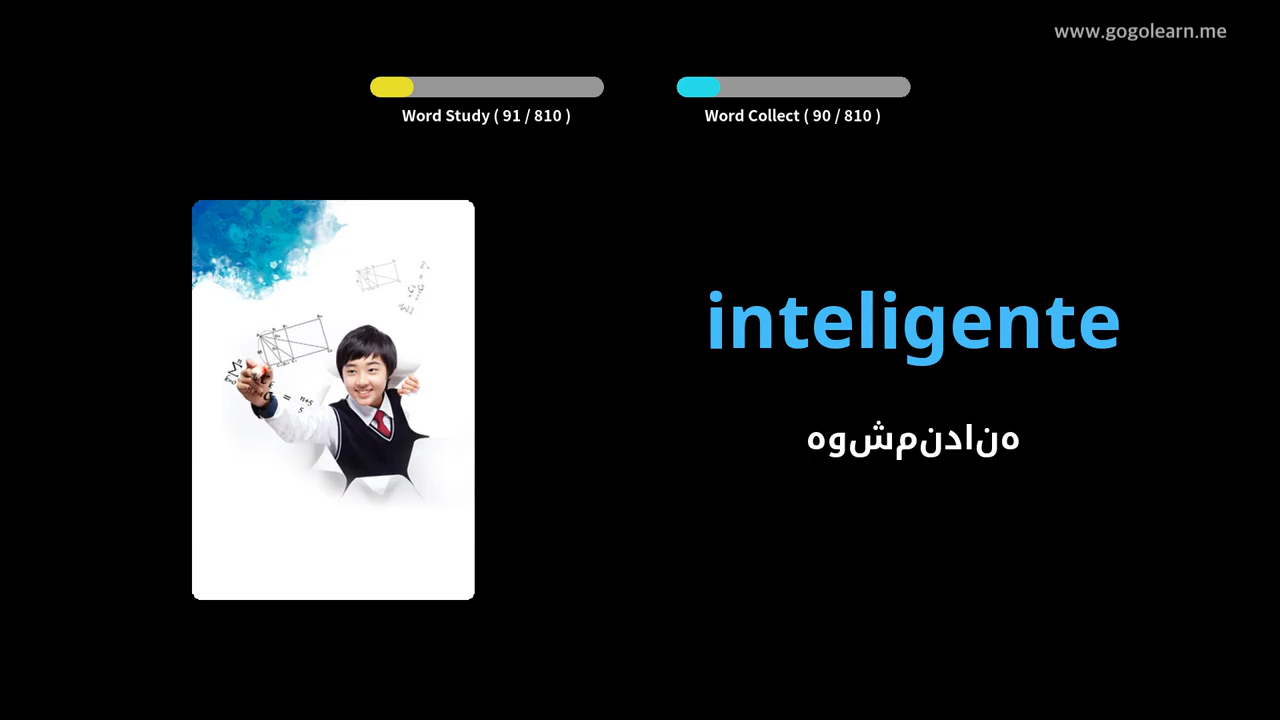 www.gogolearn.me
Word Study ( 91 / 810 )
Word Collect ( 90 / 810 )
inteligente
هوشمندانه